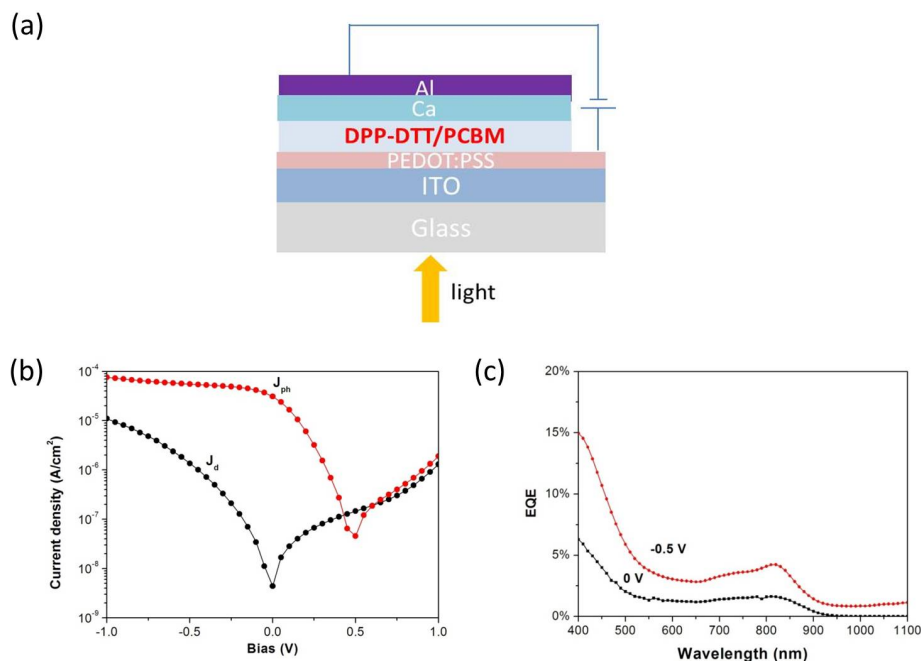 (a)
Al
Ca
DPP-DTT/PCBM
PEDOT:PSS
ITO
Glass
light
(b)
Current density (A/cm²)
10⁻⁴
10⁻⁵
10⁻⁶
10⁻⁷
10⁻⁸
10⁻⁹
J_ph
J_d
-1.0 -0.5 0.0 0.5 1.0
Bias (V)
(c)
EQE
20%
15%
10%
5%
0%
-0.5 V
0 V
400 500 600 700 800 900 1000 1100
Wavelength (nm)